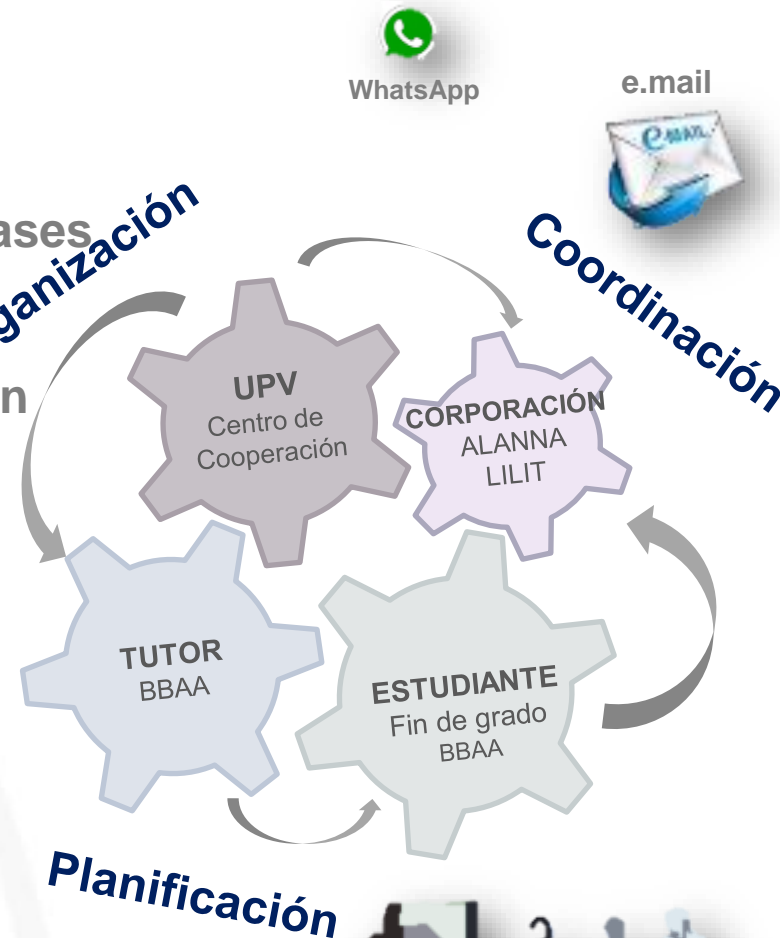 WhatsApp
e.mail
e-MAIL
ases
ganización
Coordinación
n
UPV
Centro de
Cooperación
CORPORACIÓN
ALANNA
LILIT
TUTOR
BBAA
ESTUDIANTE
Fin de grado
BBAA
Planificación